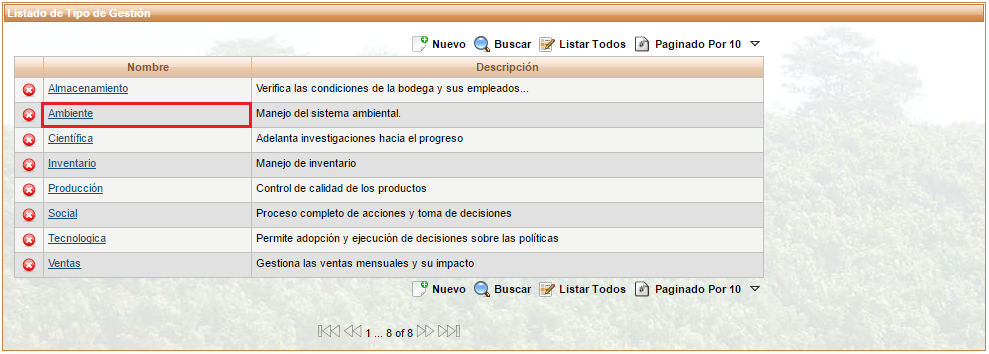 Listado de Tipo de Gestión
Nuevo Buscar Listar Todos Paginado Por 10
Nombre Descripción
Almacenamiento Verifica las condiciones de la bodega y sus empleados...
Ambiente Manejo del sistema ambiental.
Científica Adelanta investigaciones hacia el progreso
Inventario Manejo de inventario
Producción Control de calidad de los productos
Social Proceso completo de acciones y toma de decisiones
Tecnologica Permite adopción y ejecución de decisiones sobre las políticas
Ventas Gestiona las ventas mensuales y su impacto
Nuevo Buscar Listar Todos Paginado Por 10
1 ... 8 of 8